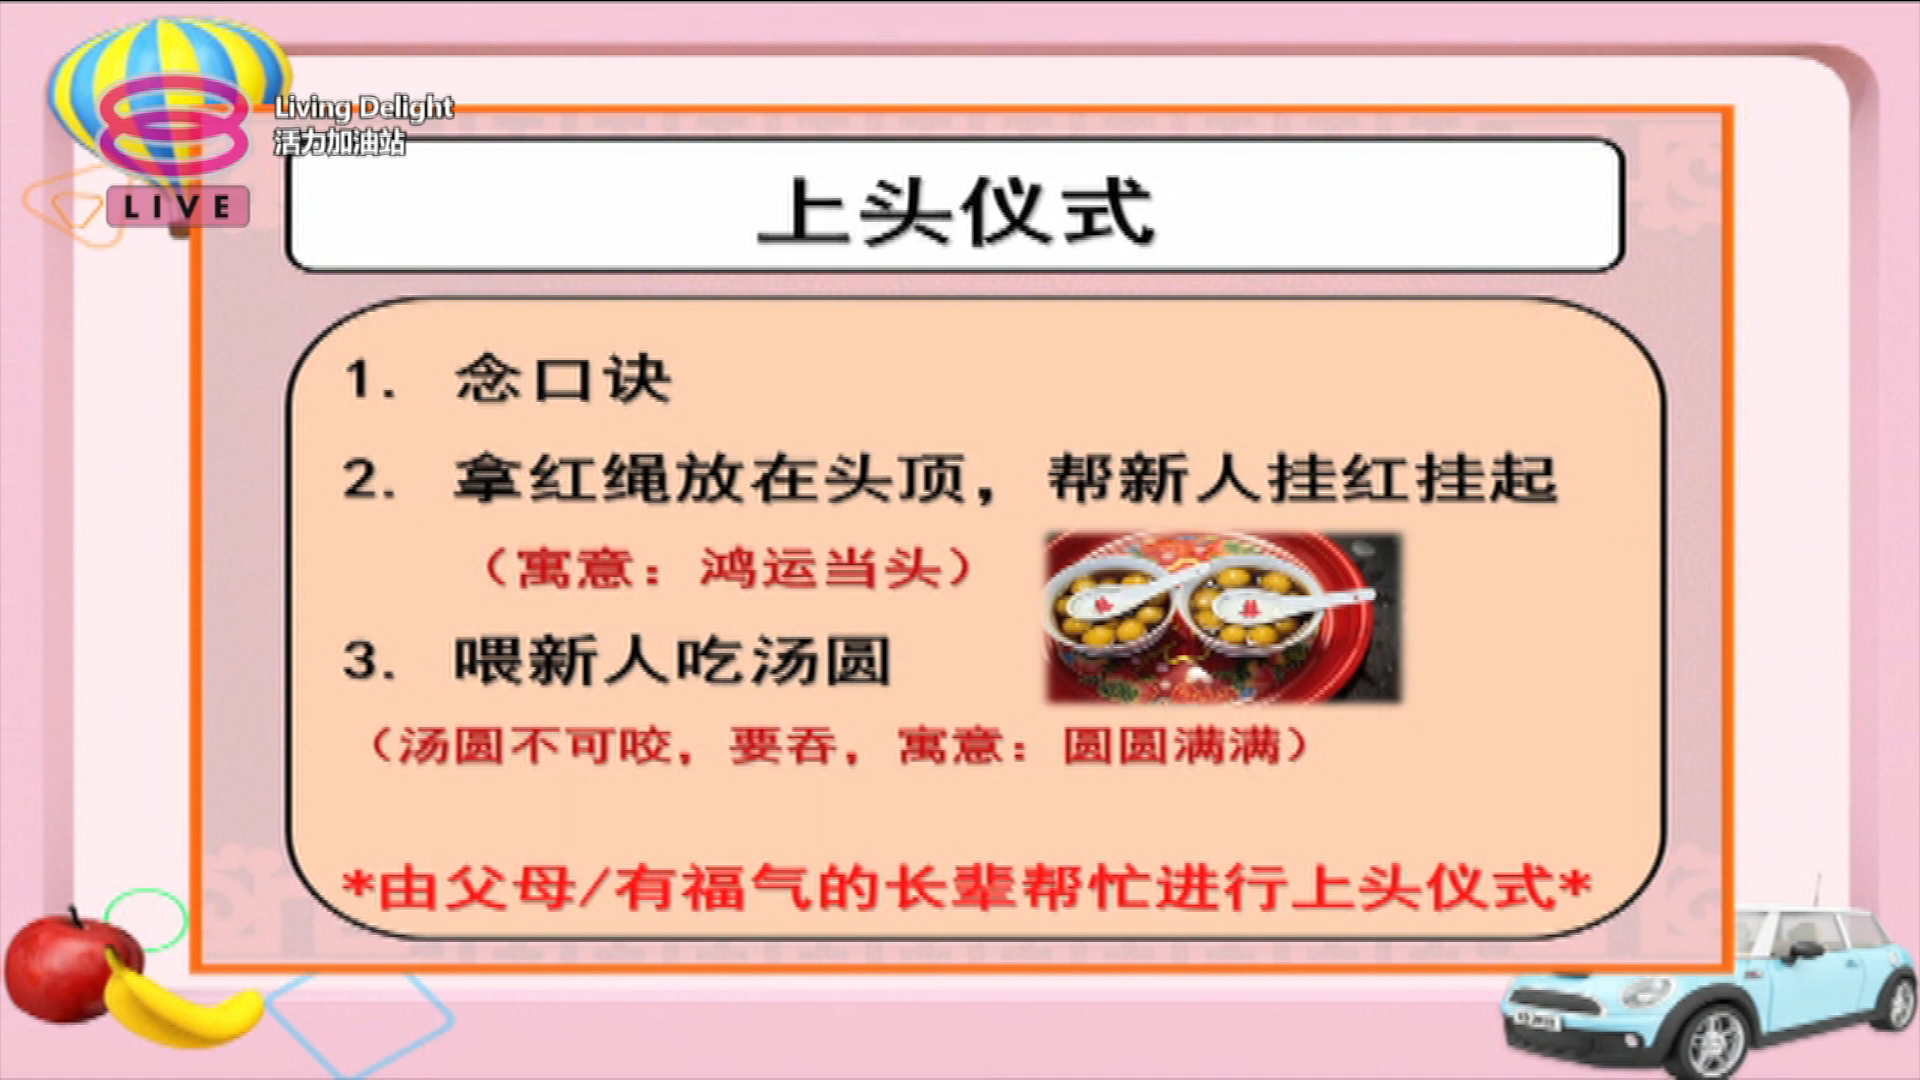 Living Delight
活力加油站
LIVE
上头仪式
1. 念口诀
2. 拿红绳放在头顶，帮新人挂红挂起
（寓意：鸿运当头）
3. 喂新人吃汤圆
（汤圆不可咬，要吞，寓意：圆圆满满）
*由父母/有福气的长辈帮忙进行上头仪式*